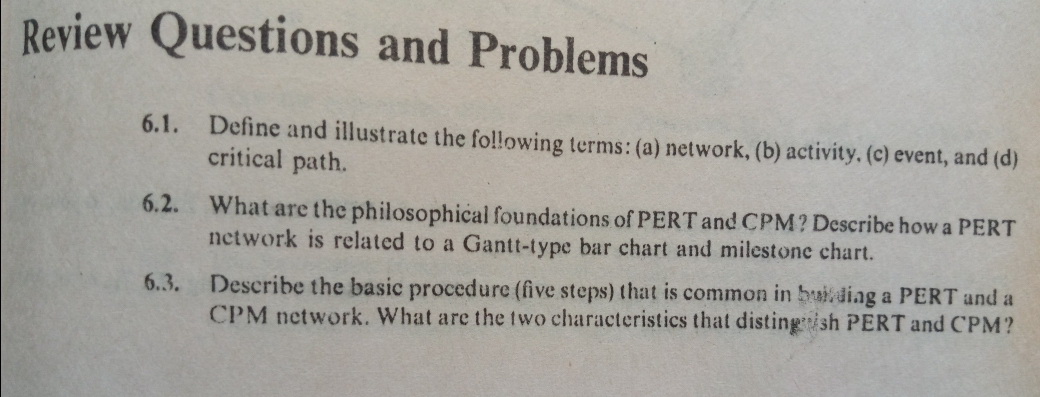 Review Questions and Problems
6.1. Define and illustrate the following terms: (a) network, (b) activity, (c) event, and (d)
critical path.
6.2. What are the philosophical foundations of PERT and CPM? Describe how a PERT
network is related to a Gantt-type bar chart and milestone chart.
6.3. Describe the basic procedure (five steps) that is common in building a PERT and a
CPM network. What are the two characteristics that distinguish PERT and CPM?